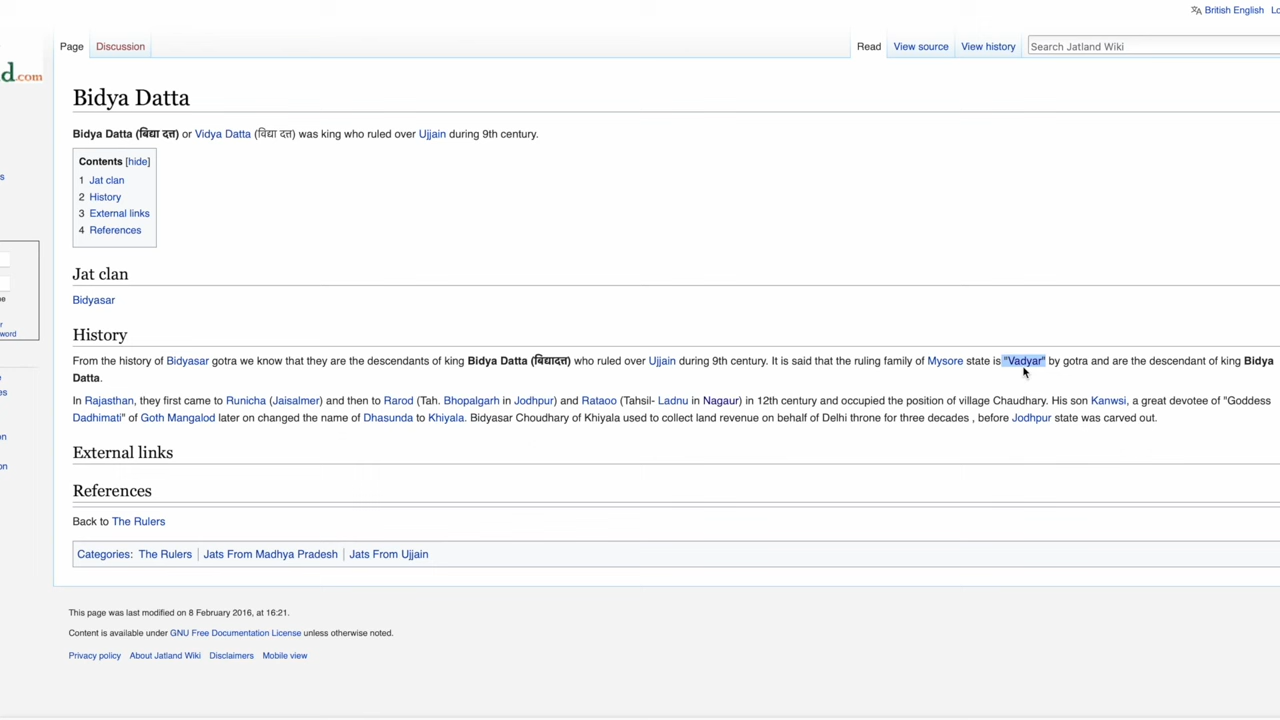 British English
Page
Discussion
Read
View source
View history
Search Jatland Wiki
d.com
Bidya Datta
Bidya Datta (बिद्या दत्त) or Vidya Datta (विद्या दत्त) was king who ruled over Ujjain during 9th century.
Contents [hide]
1 Jat clan
2 History
3 External links
4 References
Jat clan
Bidyasar
History
From the history of Bidyasar gotra we know that they are the descendants of king Bidya Datta (बिद्यादत्त) who ruled over Ujjain during 9th century. It is said that the ruling family of Mysore state is "Vadyar" by gotra and are the descendant of king Bidya
Datta.
In Rajasthan, they first came to Runicha (Jaisalmer) and then to Rarod (Tah. Bhopalgarh in Jodhpur) and Rataoo (Tahsil- Ladnu in Nagaur) in 12th century and occupied the position of village Chaudhary. His son Kanwsi, a great devotee of "Goddess
Dadhimati" of Goth Mangalod later on changed the name of Dhasunda to Khiyala. Bidyasar Choudhary of Khiyala used to collect land revenue on behalf of Delhi throne for three decades , before Jodhpur state was carved out.
External links
References
Back to The Rulers
Categories: The Rulers | Jats From Madhya Pradesh | Jats From Ujjain
This page was last modified on 8 February 2016, at 16:21.
Content is available under GNU Free Documentation License unless otherwise noted.
Privacy policy
About Jatland Wiki
Disclaimers
Mobile view